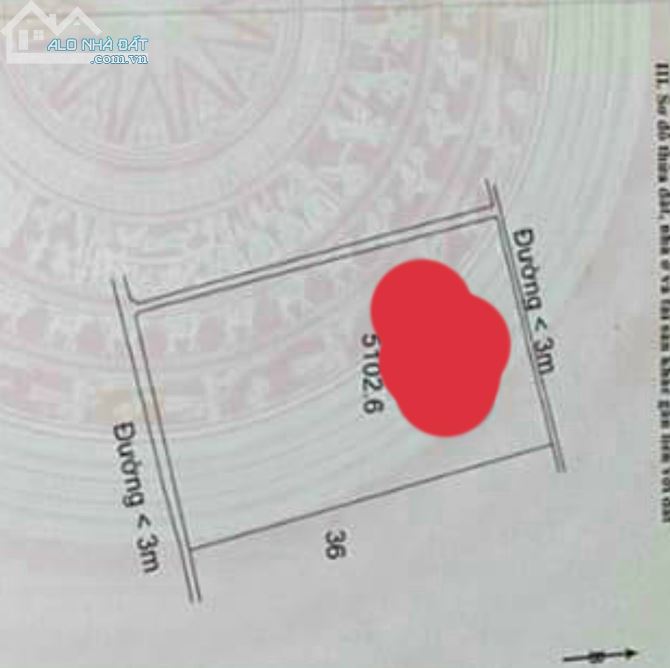 ALO NHÀ ĐẤT
.com.vn
III. Sơ đồ thửa đất, nhà ở và tài sản khác gắn liền với đất
Đường < 3m
5102.6
Đường < 3m
36
B